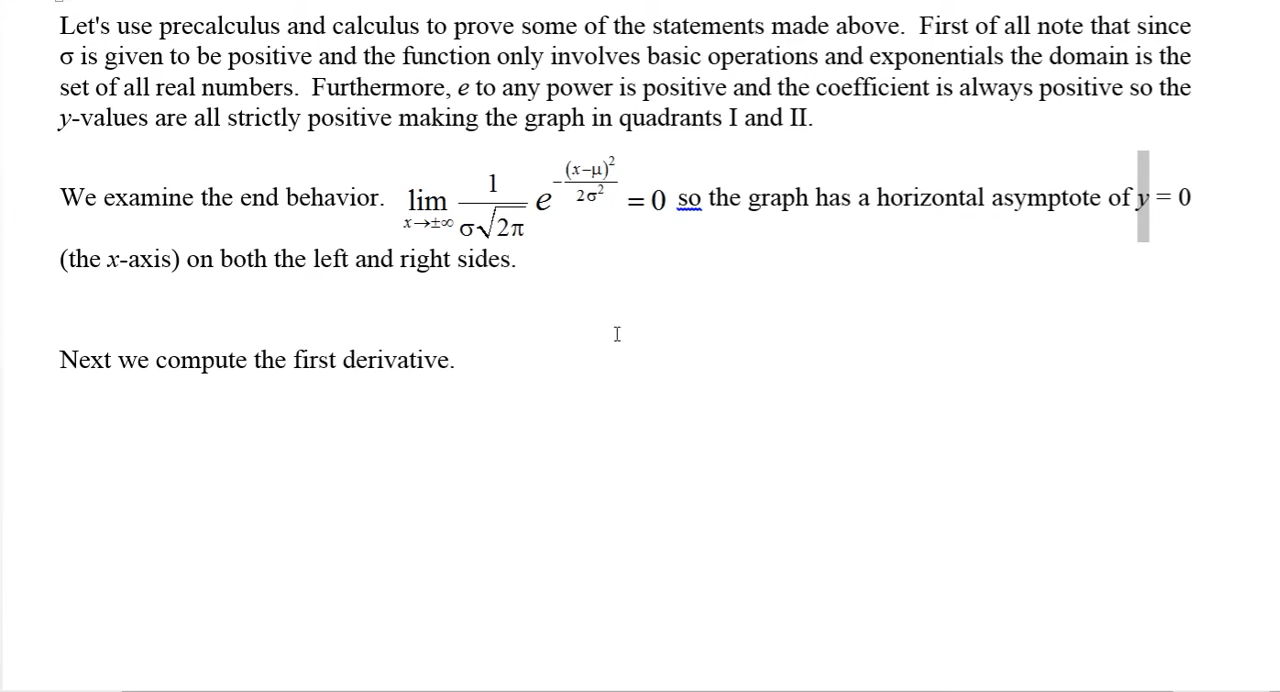 Let's use precalculus and calculus to prove some of the statements made above.  First of all note that since
σ is given to be positive and the function only involves basic operations and exponentials the domain is the
set of all real numbers.  Furthermore, e to any power is positive and the coefficient is always positive so the
y-values are all strictly positive making the graph in quadrants I and II.
We examine the end behavior.  lim x→±∞ 1/(σ√2π) e^(−(x−μ)²/(2σ²)) = 0 so the graph has a horizontal asymptote of y = 0
(the x-axis) on both the left and right sides.
Next we compute the first derivative.